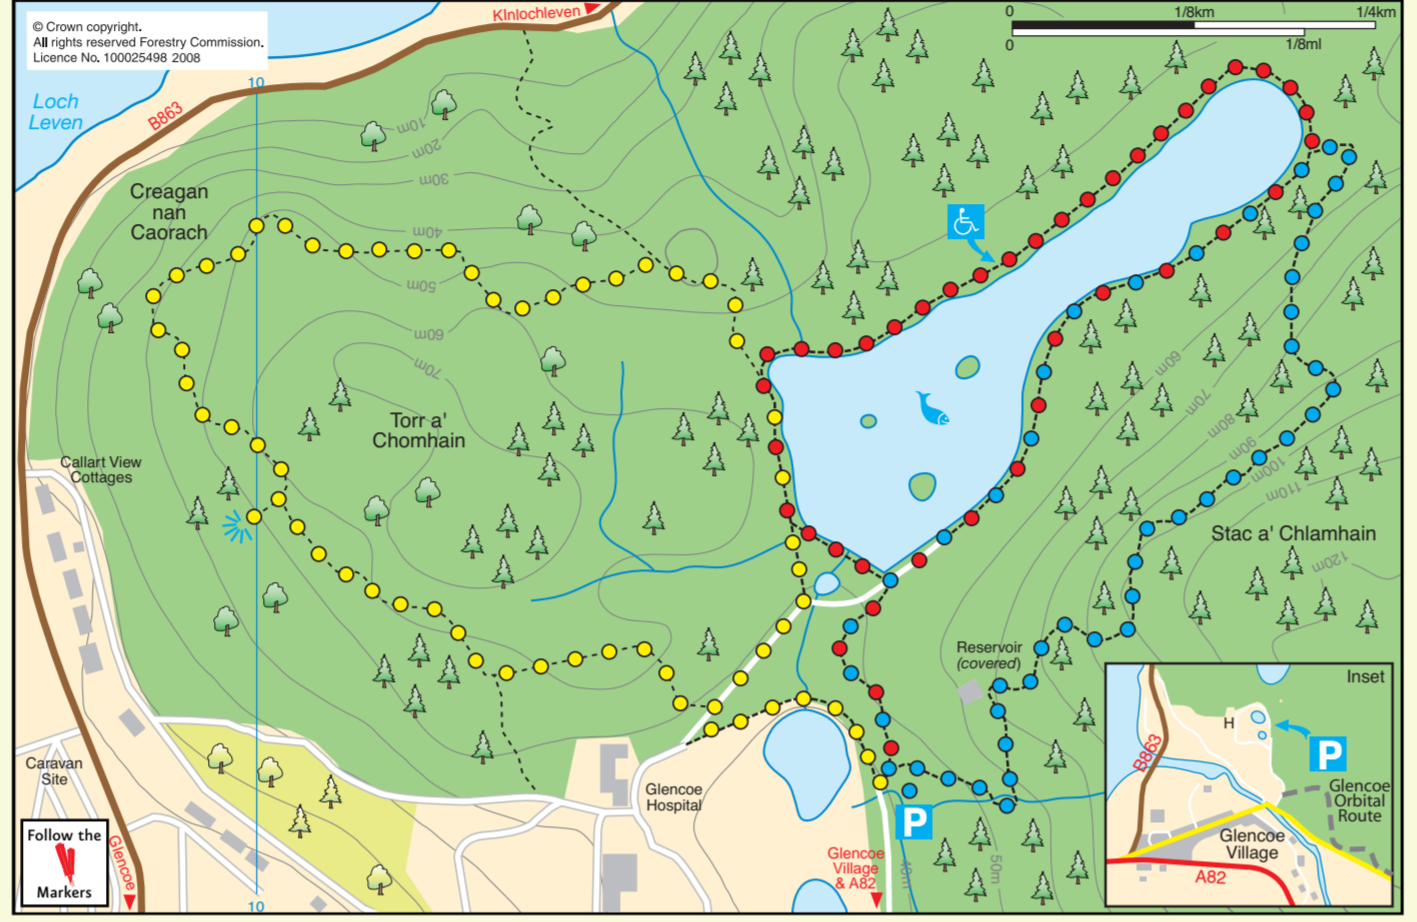 © Crown copyright.
All rights reserved Forestry Commission.
Licence No. 100025498 2008
KInlochleven
0
1/8km
1/4km
0
1/8ml
10
Loch
Leven
B863
10m
20m
30m
40m
50m
60m
70m
Creagan
nan
Caorach
Torr a'
Chomhain
Callart View
Cottages
60m
70m
80m
90m
100m
110m
120m
Stac a' Chlamhain
Reservoir
(covered)
Caravan
Site
Glencoe
Hospital
P
Glencoe
Village
& A82
40m
50m
Follow the
Markers
Glencoe
10
Inset
H
B863
P
Glencoe
Orbital
Route
Glencoe
Village
A82